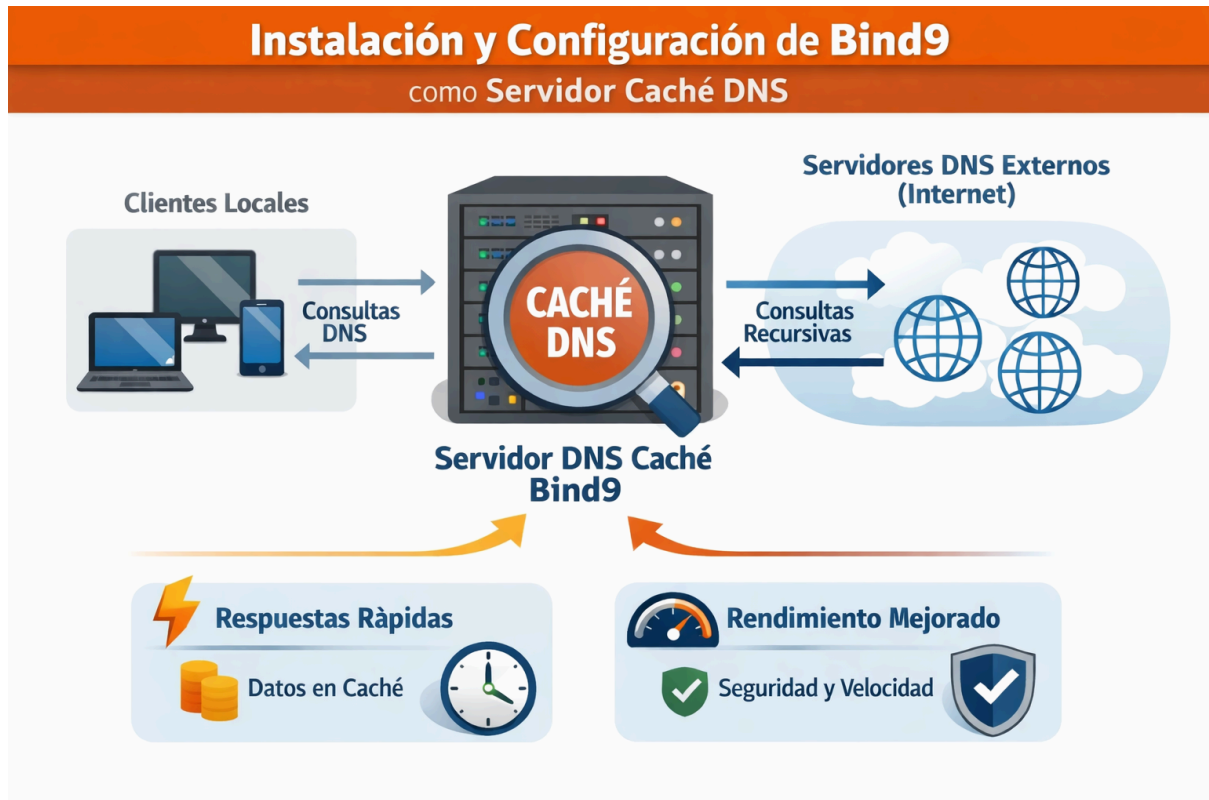 Instalación y Configuración de Bind9
como Servidor Caché DNS
Clientes Locales
Servidores DNS Externos
(Internet)
Consultas
DNS
CACHÉ
DNS
Consultas
Recursivas
Servidor DNS Caché
Bind9
Respuestas Ràpidas
Datos en Caché
Rendimiento Mejorado
Seguridad y Velocidad